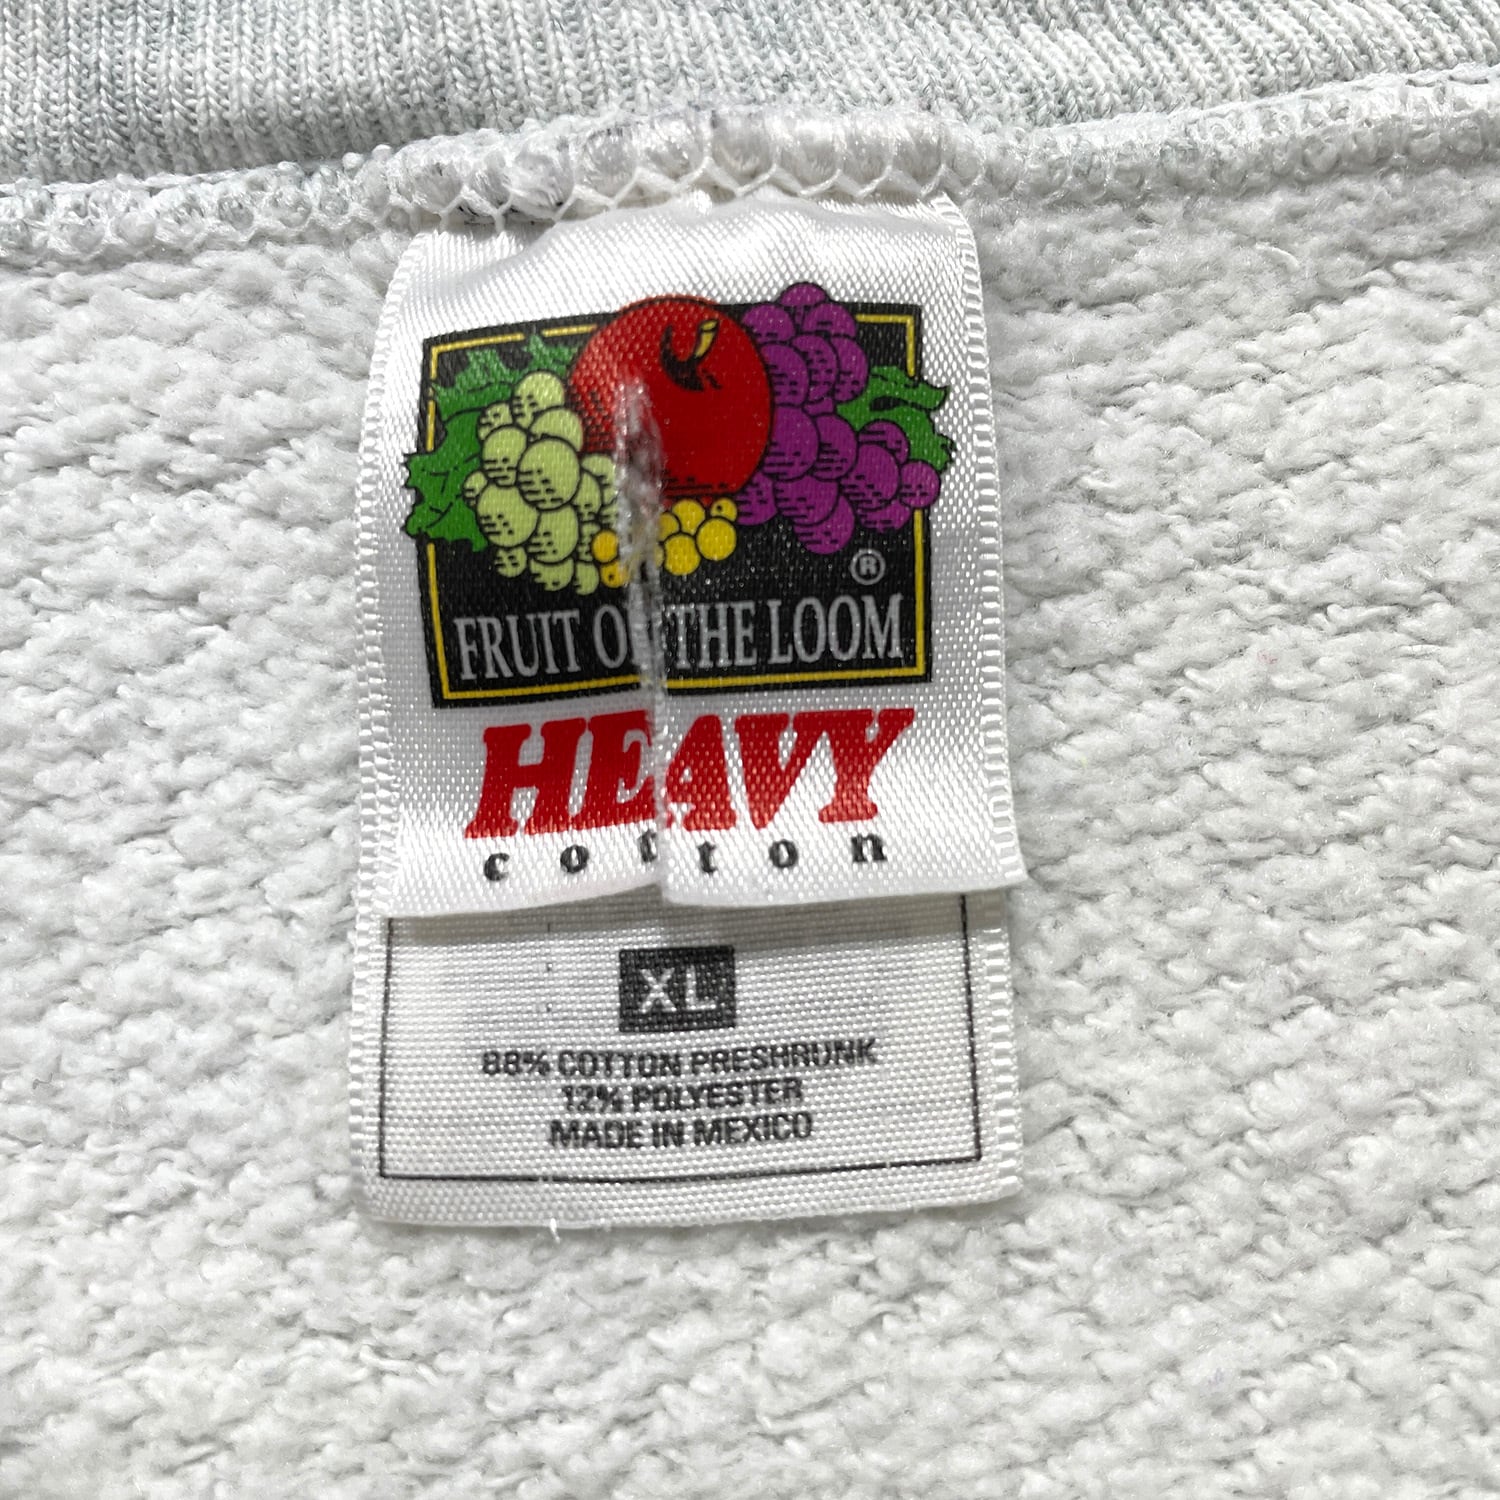 ®
FRUIT OF THE LOOM
HEAVY
cotton
XL
88% COTTON PRESHRUNK
12% POLYESTER
MADE IN MEXICO